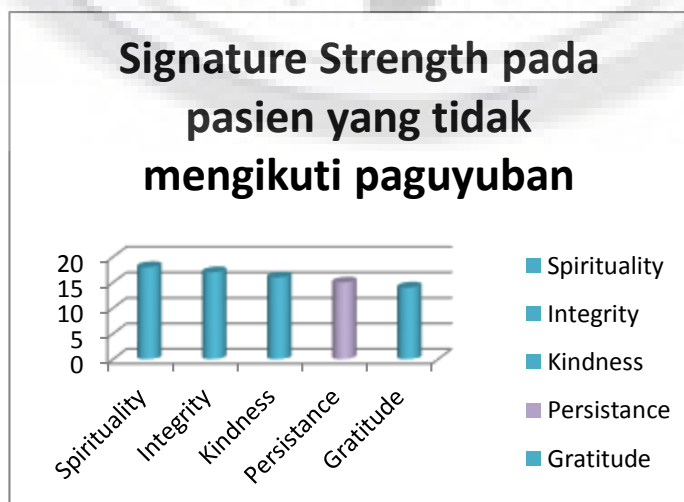 Signature Strength pada
pasien yang tidak
mengikuti paguyuban
20
15
10
5
0
Spirituality
Integrity
Kindness
Persistance
Gratitude
Spirituality
Integrity
Kindness
Persistance
Gratitude